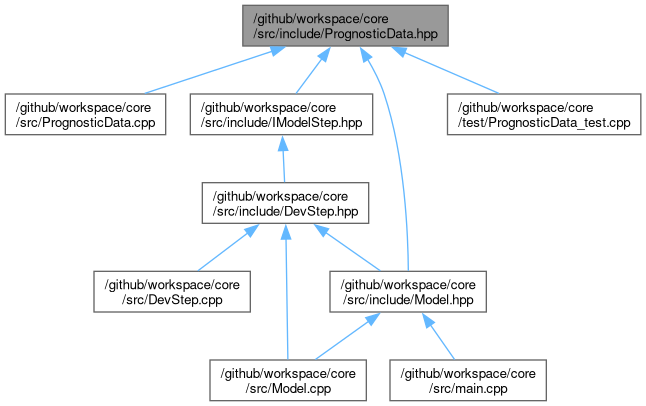 /github/workspace/core
/src/include/PrognosticData.hpp
/github/workspace/core
/src/PrognosticData.cpp
/github/workspace/core
/src/include/IModelStep.hpp
/github/workspace/core
/test/PrognosticData_test.cpp
/github/workspace/core
/src/include/DevStep.hpp
/github/workspace/core
/src/DevStep.cpp
/github/workspace/core
/src/include/Model.hpp
/github/workspace/core
/src/Model.cpp
/github/workspace/core
/src/main.cpp